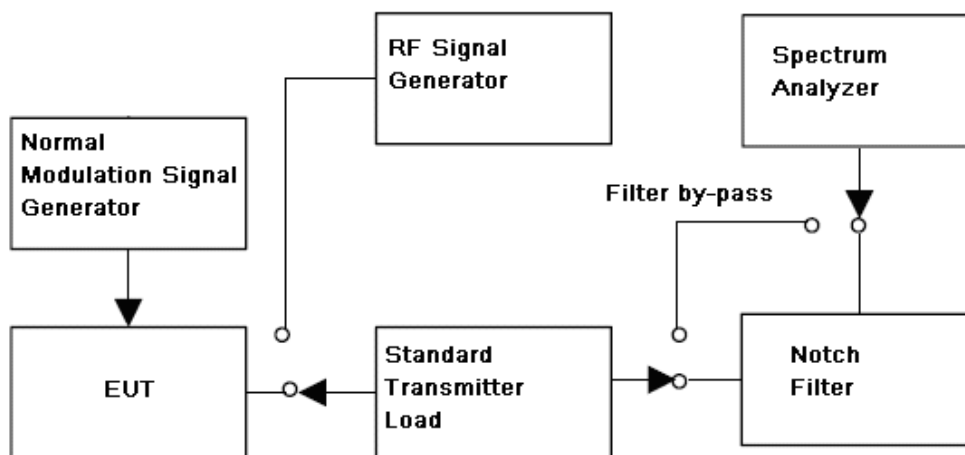 RF Signal
Generator
Spectrum
Analyzer
Normal
Modulation Signal
Generator
Filter by-pass
EUT
Standard
Transmitter
Load
Notch
Filter